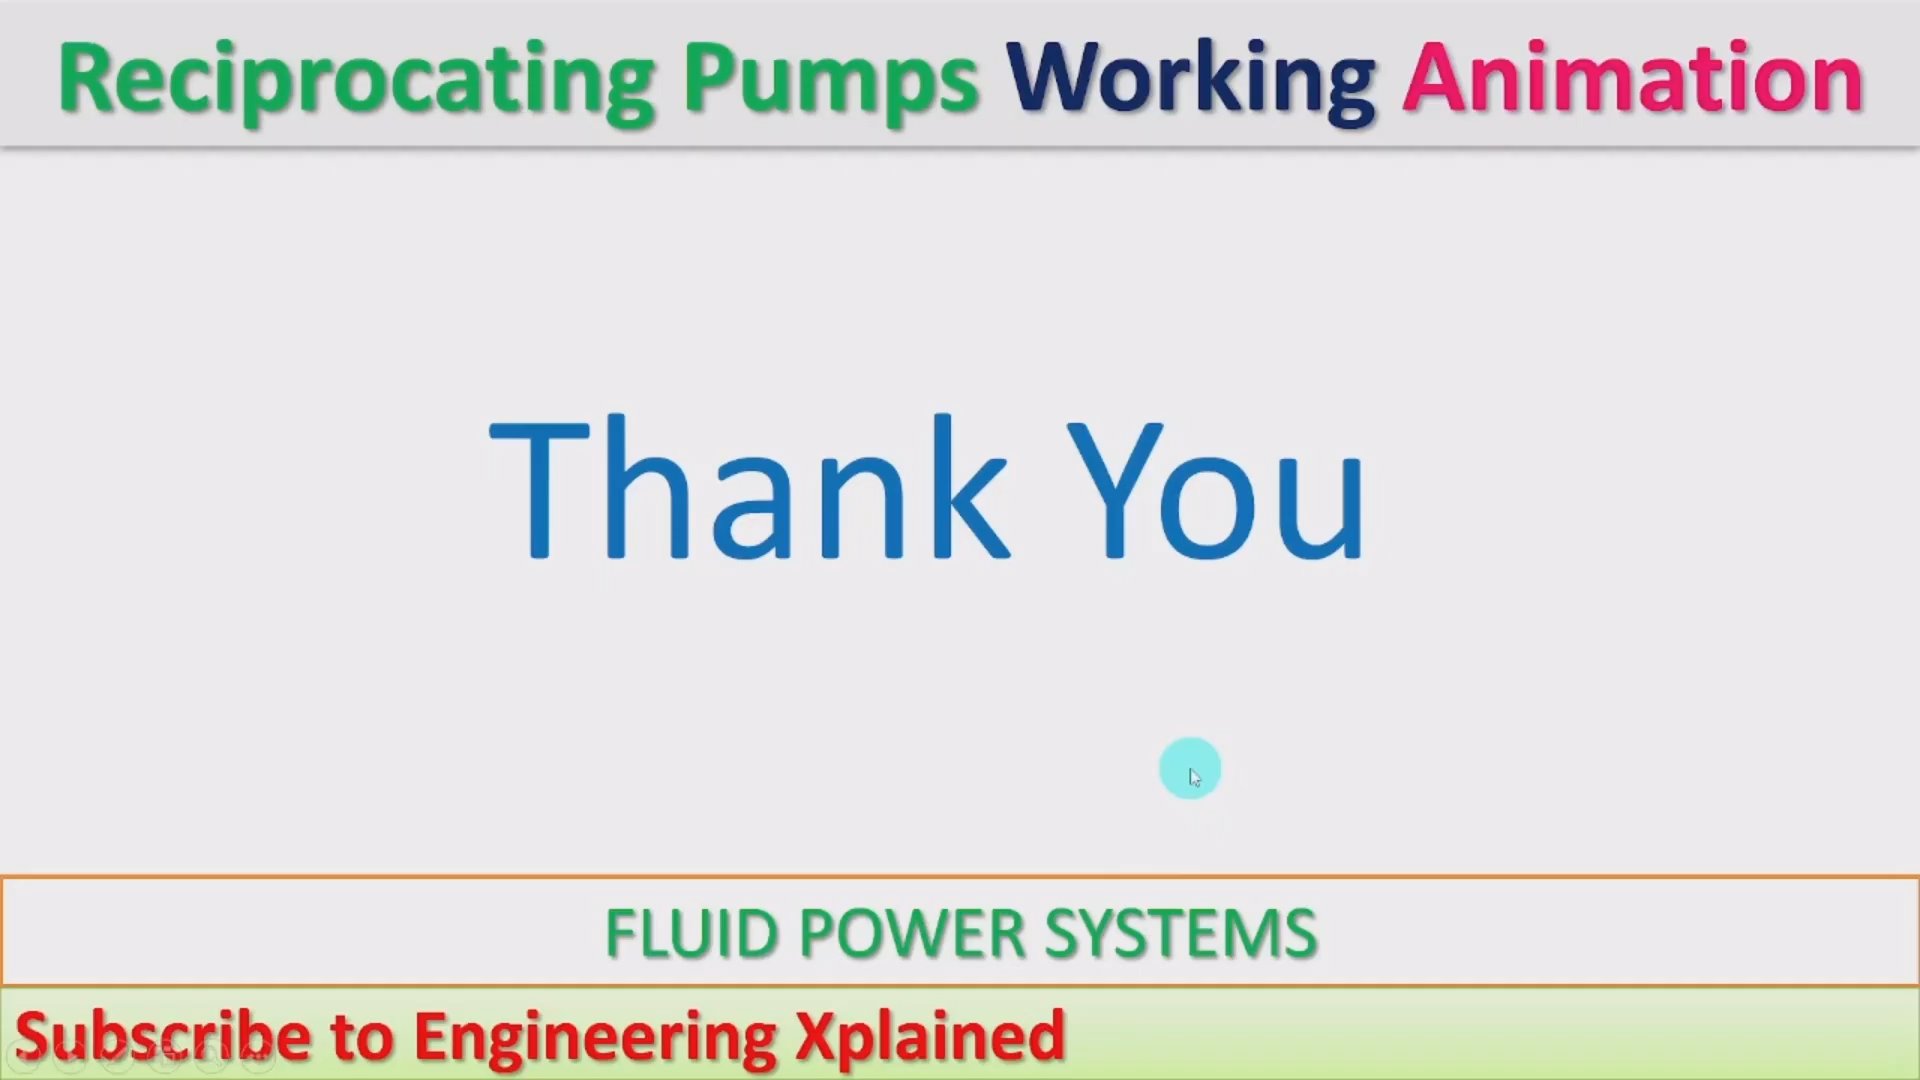 Reciprocating Pumps Working Animation
Thank You
FLUID POWER SYSTEMS
Subscribe to Engineering Xplained